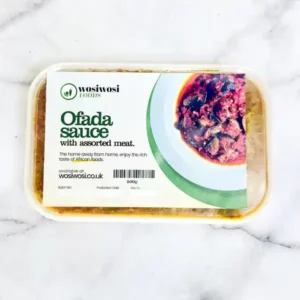 wosiwosi
FOODS
Ofada
sauce
with assorted meat.
The home away from home, enjoy the rich
taste of African foods.
available at
wosiwosi.co.uk